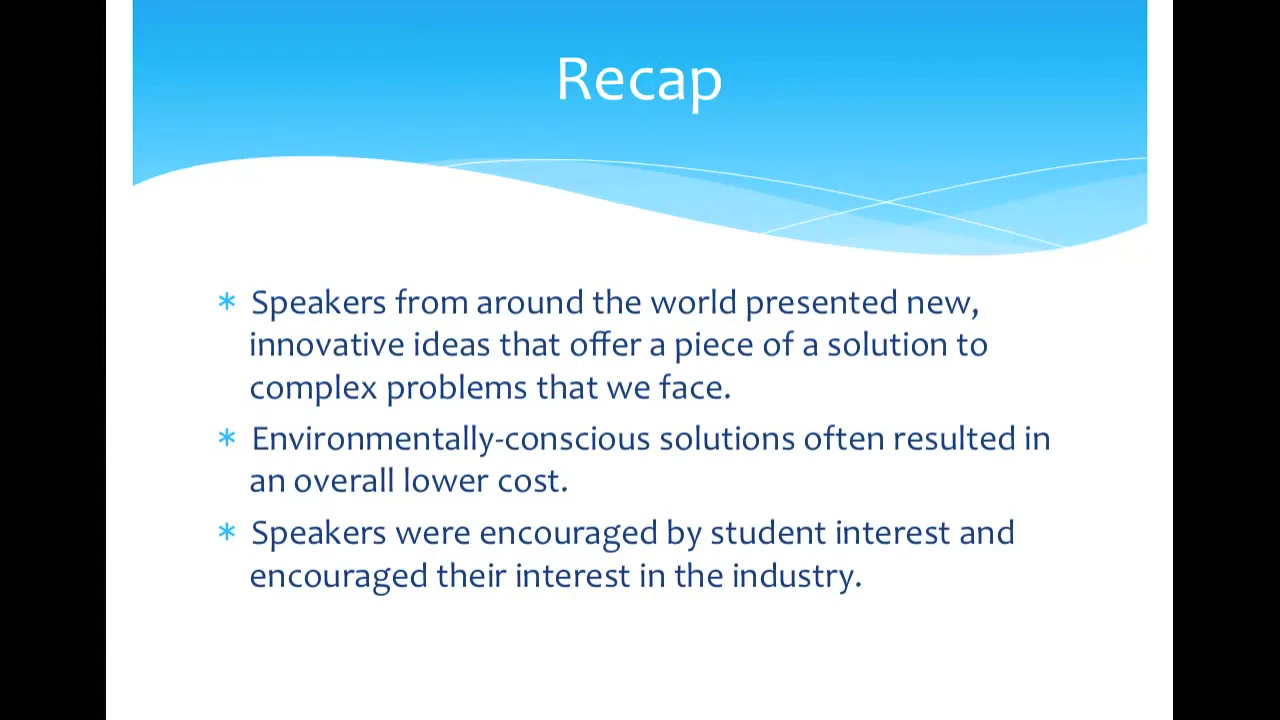 Recap
* Speakers from around the world presented new,
innovative ideas that offer a piece of a solution to
complex problems that we face.
* Environmentally-conscious solutions often resulted in
an overall lower cost.
* Speakers were encouraged by student interest and
encouraged their interest in the industry.